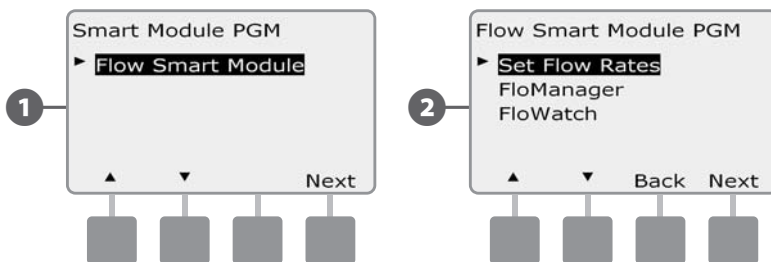 Smart Module PGM
► Flow Smart Module
1
▲ ▼ Next
Flow Smart Module PGM
► Set Flow Rates
FloManager
FloWatch
2
▲ ▼ Back Next